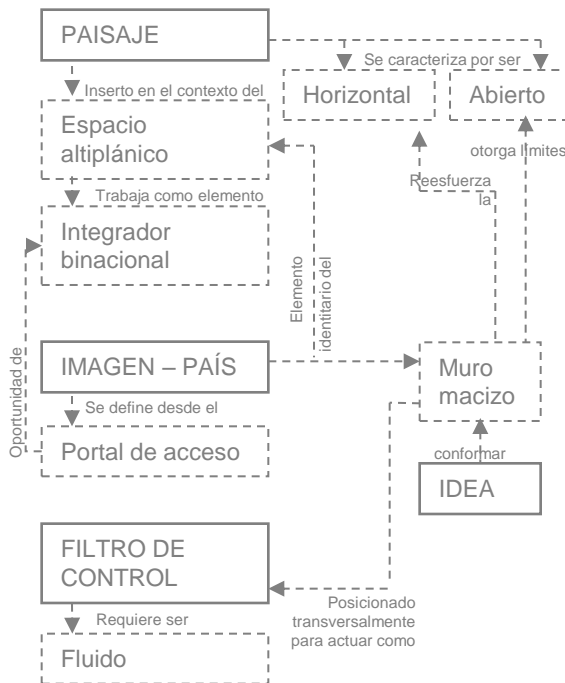 PAISAJE
Se caracteriza por ser
Inserto en el contexto del
Horizontal
Abierto
Espacio
altiplánico
otorga límites
Reesfuerza
la
Trabaja como elemento
Integrador
binacional
Elemento
identitario del
Oportunidad de
IMAGEN – PAÍS
Muro
macizo
Se define desde el
Portal de acceso
conformar
IDEA
FILTRO DE
CONTROL
Posicionado
transversalmente
para actuar como
Requiere ser
Fluido